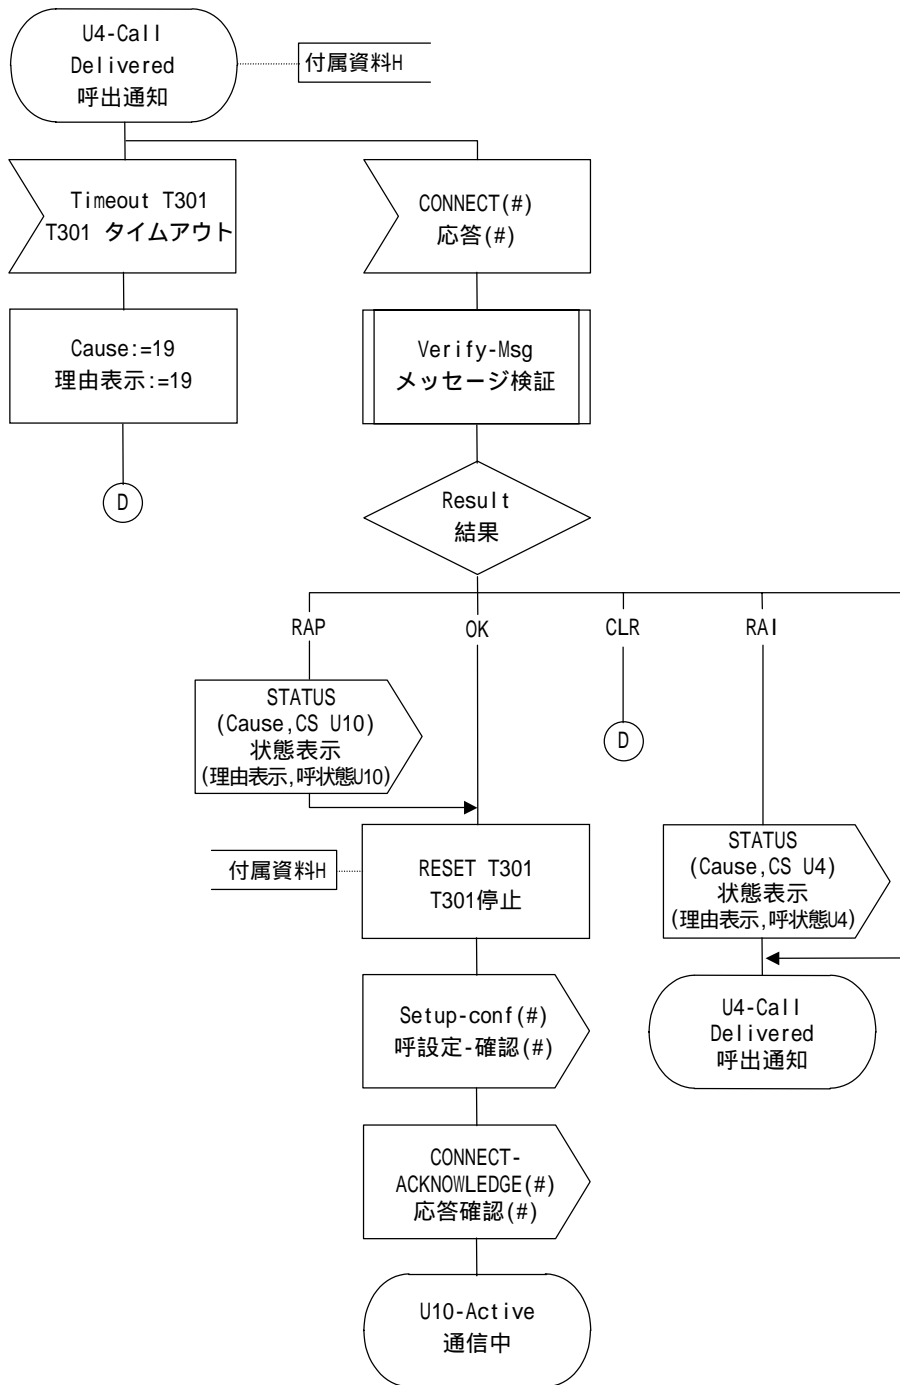 U4-Call
Delivered
呼出通知
付属資料H
Timeout T301
T301 タイムアウト
CONNECT(#)
応答(#)
Cause:=19
理由表示:=19
Verify-Msg
メッセージ検証
D
Result
結果
RAP
OK
CLR
RAI
STATUS
(Cause,CS U10)
状態表示
(理由表示,呼状態U10)
D
付属資料H
RESET T301
T301停止
STATUS
(Cause,CS U4)
状態表示
(理由表示,呼状態U4)
Setup-conf(#)
呼設定-確認(#)
U4-Call
Delivered
呼出通知
CONNECT-
ACKNOWLEDGE(#)
応答確認(#)
U10-Active
通信中